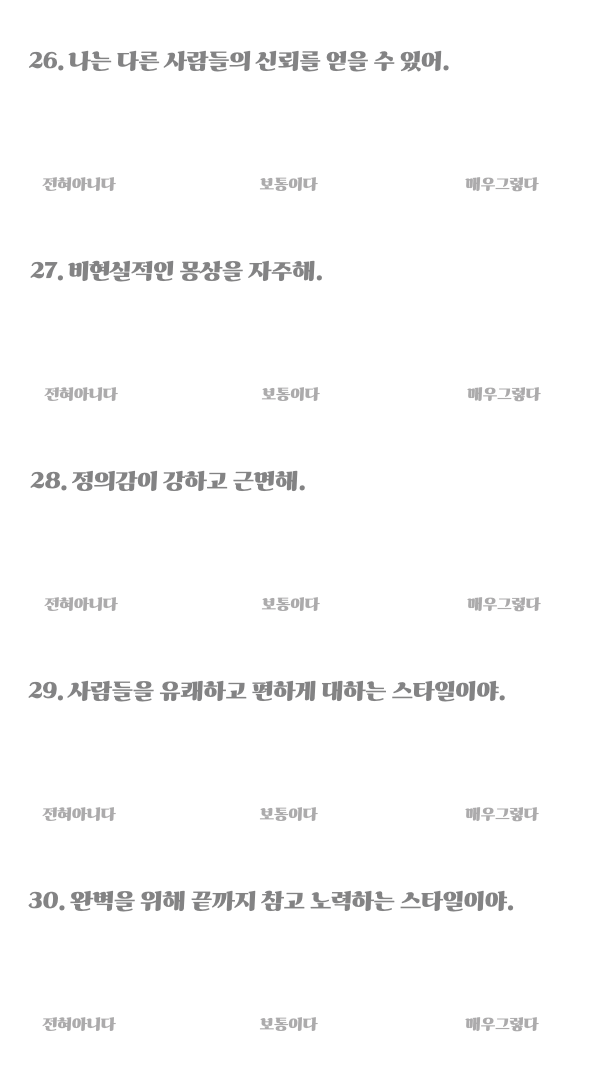 26. 나는 다른 사람들의 신뢰를 얻을 수 있어.
전혀아니다 보통이다 매우그렇다
27. 비현실적인 몽상을 자주해.
전혀아니다 보통이다 매우그렇다
28. 정의감이 강하고 근면해.
전혀아니다 보통이다 매우그렇다
29. 사람들을 유쾌하고 편하게 대하는 스타일이야.
전혀아니다 보통이다 매우그렇다
30. 완벽을 위해 끝까지 참고 노력하는 스타일이야.
전혀아니다 보통이다 매우그렇다